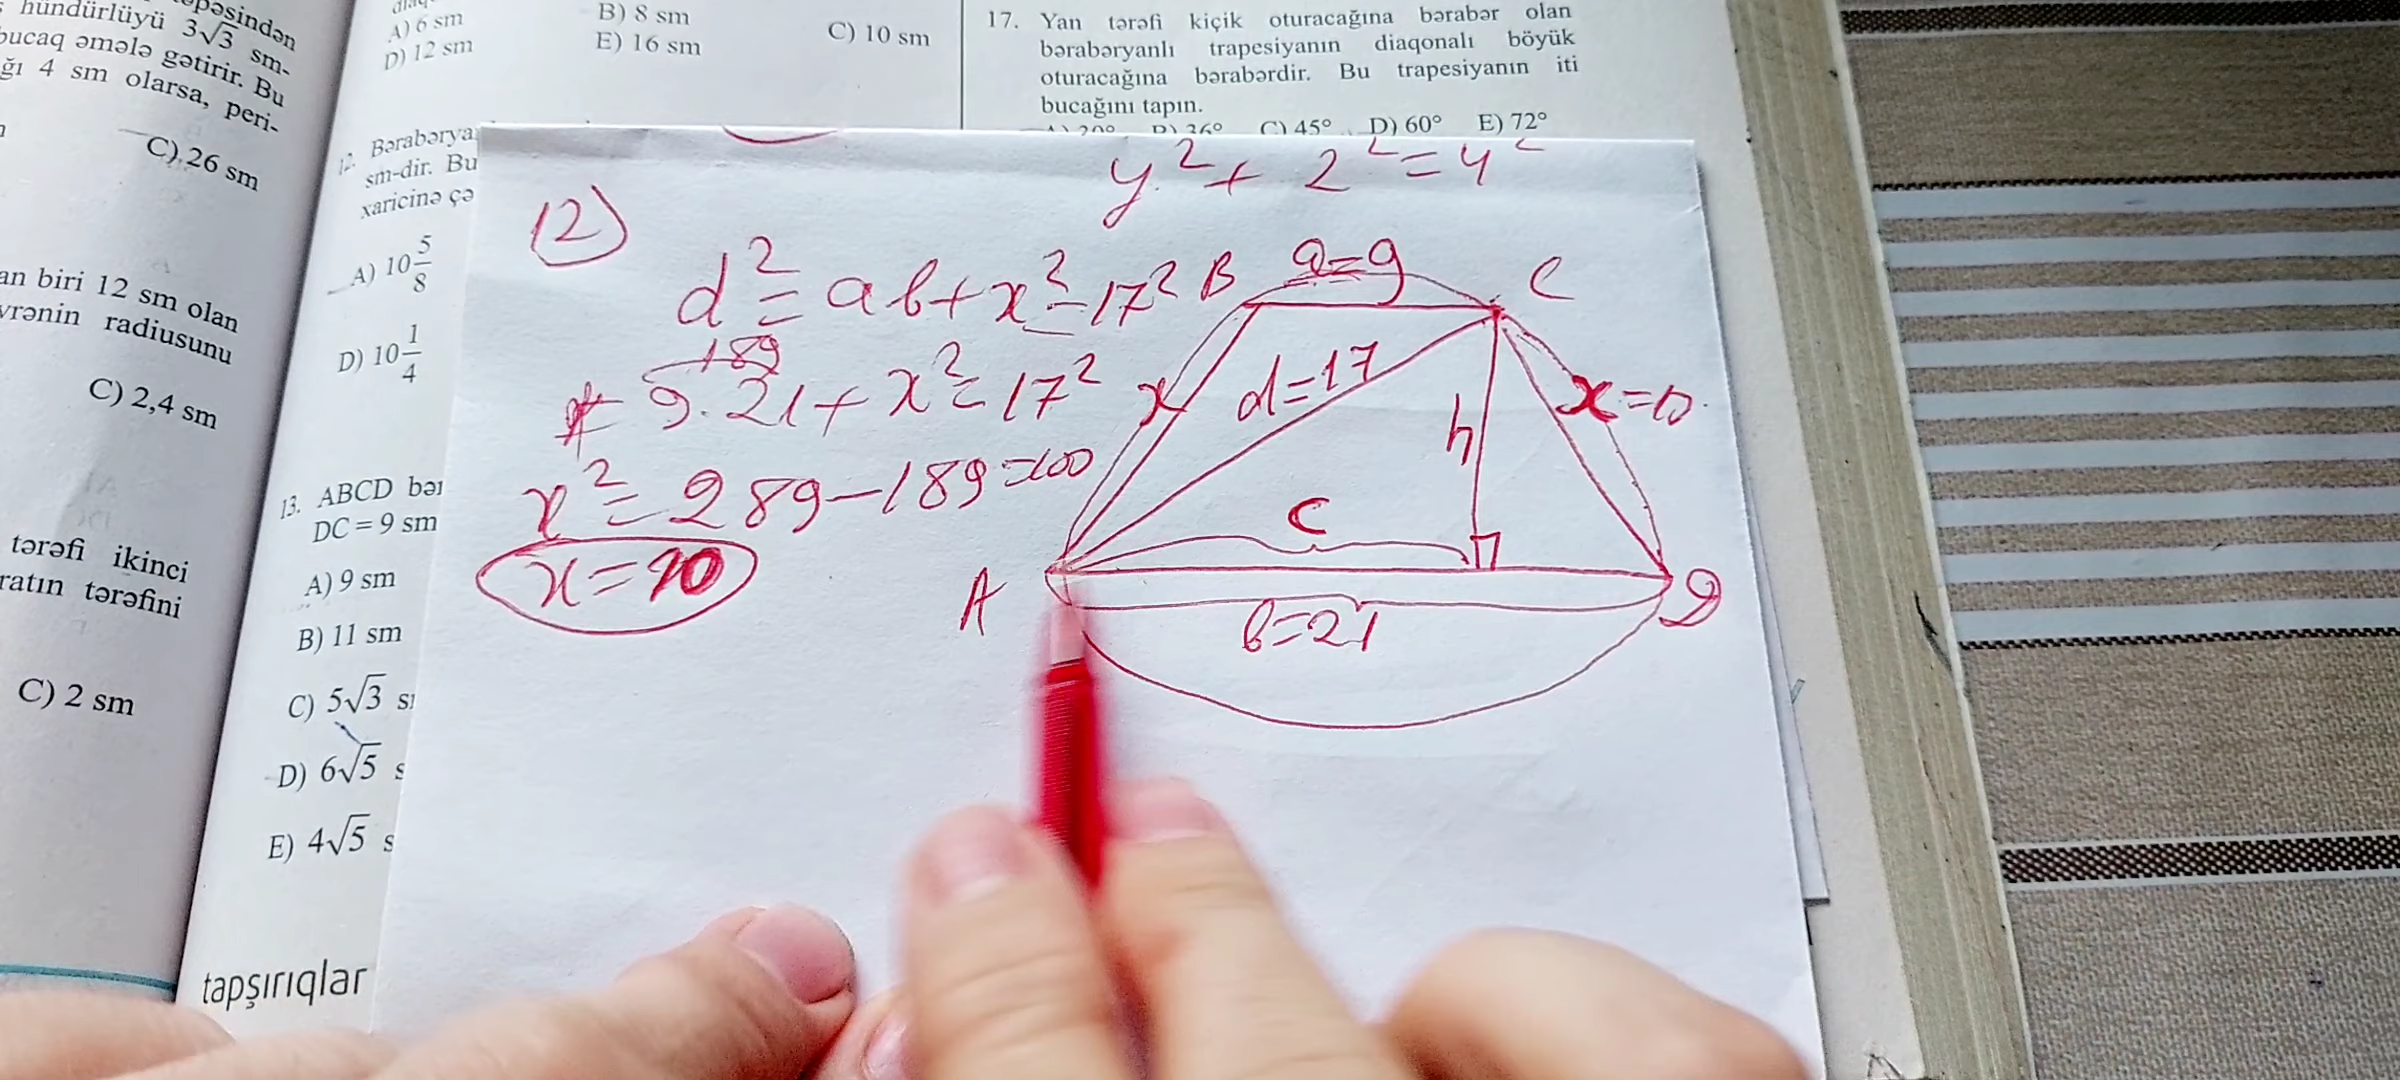 hündürlüyü 3√3 sm-
bucaq əmələ gətirir. Bu
4 sm olarsa, peri-
C) 26 sm
an biri 12 sm olan
vrənin radiusunu
C) 2,4 sm
tərəfi ikinci
ratın tərəfini
C) 2 sm
A) 6 sm
B) 8 sm
C) 10 sm
D) 12 sm
E) 16 sm
12. Bərabərya
sm-dir. Bu
xaricinə çə
A) 10 5/8
D) 10 1/4
13. ABCD bər
DC = 9 sm
A) 9 sm
B) 11 sm
C) 5√3 s
D) 6√5 s
E) 4√5 s
tapşırıqlar
17. Yan tərəfi kiçik oturacağına bərabər olan
bərabəryanlı trapesiyanın diaqonalı böyük
oturacağına bərabərdir. Bu trapesiyanın iti
bucağını tapın.
C) 45° D) 60° E) 72°
y² + 2² = 4²
12
d² = ab + x² = 17²
189
9·21 + x² = 17²
x² = 289 − 189 = 100
x = 10
B
a = 9
C
x
d = 17
h
x = 10
c
A
D
b = 21